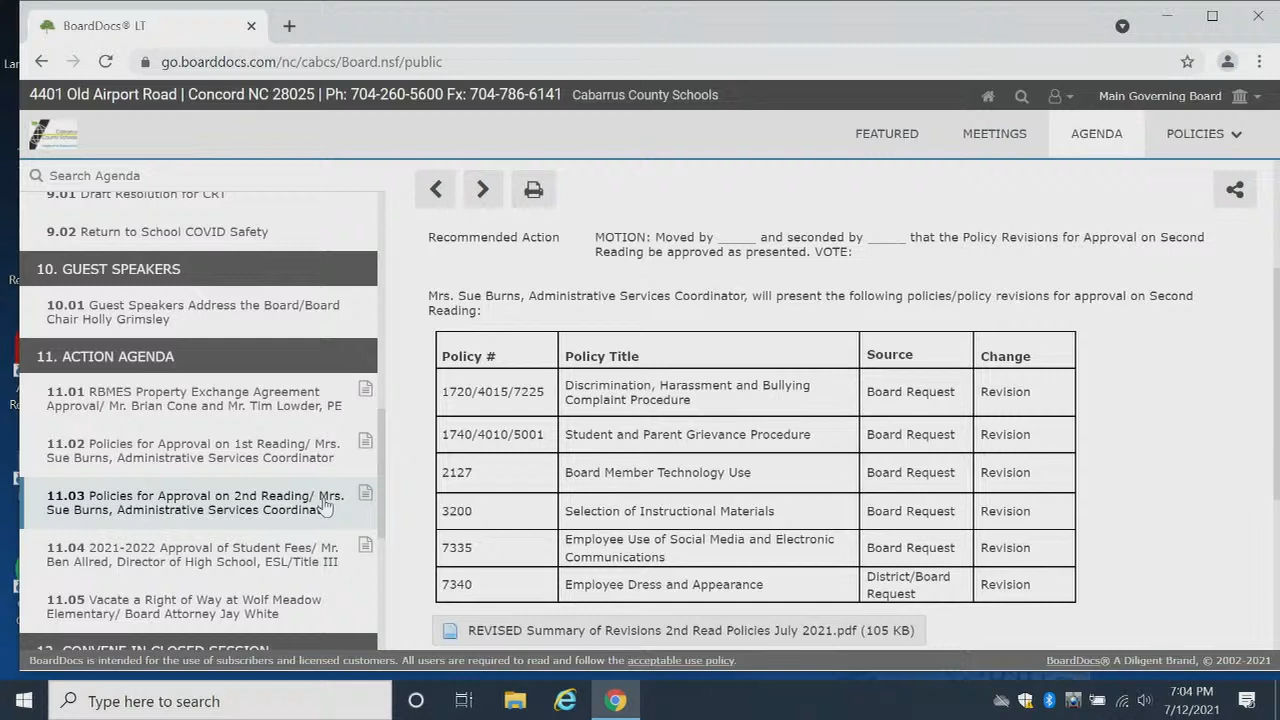 BoardDocs® LT
go.boarddocs.com/nc/cabcs/Board.nsf/public
4401 Old Airport Road | Concord NC 28025 | Ph: 704-260-5600 Fx: 704-786-6141 Cabarrus County Schools
Main Governing Board
FEATURED MEETINGS AGENDA POLICIES
Search Agenda
9.01 Draft Resolution for CRT
9.02 Return to School COVID Safety
10. GUEST SPEAKERS
10.01 Guest Speakers Address the Board/Board
Chair Holly Grimsley
11. ACTION AGENDA
11.01 RBMES Property Exchange Agreement
Approval/ Mr. Brian Cone and Mr. Tim Lowder, PE
11.02 Policies for Approval on 1st Reading/ Mrs.
Sue Burns, Administrative Services Coordinator
11.03 Policies for Approval on 2nd Reading/ Mrs.
Sue Burns, Administrative Services Coordinator
11.04 2021-2022 Approval of Student Fees/ Mr.
Ben Allred, Director of High School, ESL/Title III
11.05 Vacate a Right of Way at Wolf Meadow
Elementary/ Board Attorney Jay White
12. CONVENE IN CLOSED SESSION
Recommended Action MOTION: Moved by _____ and seconded by _____ that the Policy Revisions for Approval on Second
Reading be approved as presented. VOTE:
Mrs. Sue Burns, Administrative Services Coordinator, will present the following policies/policy revisions for approval on Second
Reading:
Policy # Policy Title Source Change
1720/4015/7225 Discrimination, Harassment and Bullying
Complaint Procedure Board Request Revision
1740/4010/5001 Student and Parent Grievance Procedure Board Request Revision
2127 Board Member Technology Use Board Request Revision
3200 Selection of Instructional Materials Board Request Revision
7335 Employee Use of Social Media and Electronic
Communications Board Request Revision
7340 Employee Dress and Appearance District/Board
Request Revision
REVISED Summary of Revisions 2nd Read Policies July 2021.pdf (105 KB)
BoardDocs is intended for the use of subscribers and licensed customers. All users are required to read and follow the acceptable use policy. BoardDocs® A Diligent Brand, © 2002-2021
Type here to search
7:04 PM
7/12/2021